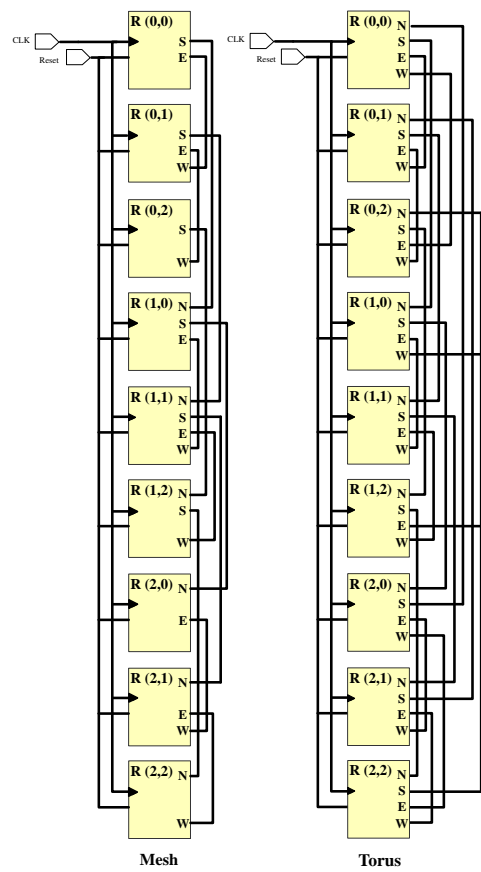 R (0,0)
CLK
S
Reset
E
R (0,1)
S
E
W
R (0,2)
S
W
R (1,0)
N
S
E
R (1,1)
N
S
E
W
R (1,2)
N
S
W
R (2,0)
N
E
R (2,1)
N
E
W
R (2,2)
N
W
Mesh
R (0,0)
N
CLK
S
Reset
E
W
R (0,1)
N
S
E
W
R (0,2)
N
S
E
W
R (1,0)
N
S
E
W
R (1,1)
N
S
E
W
R (1,2)
N
S
E
W
R (2,0)
N
S
E
W
R (2,1)
N
S
E
W
R (2,2)
N
S
E
W
Torus